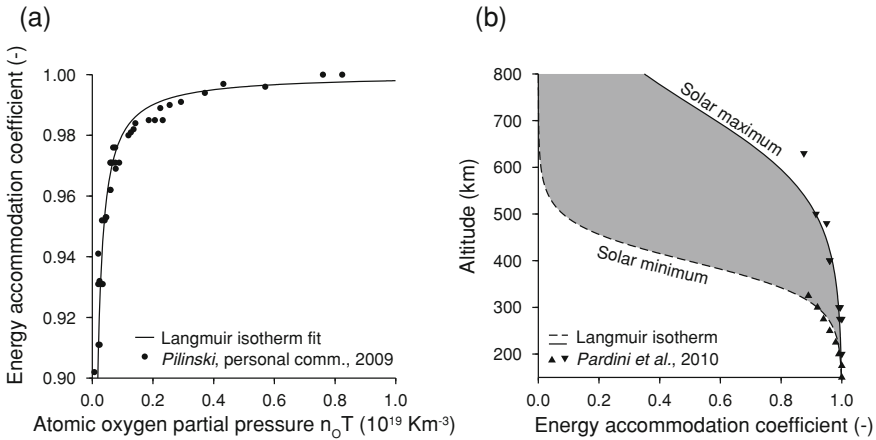 (a)
Energy accommodation coefficient (-)
1.00
0.98
0.96
0.94
0.92
0.90
Langmuir isotherm fit
Pilinski, personal comm., 2009
0.0 0.2 0.4 0.6 0.8 1.0
Atomic oxygen partial pressure nOT (10¹⁹ Km⁻³)
(b)
Altitude (km)
800
700
600
500
400
300
200
Solar maximum
Solar minimum
Langmuir isotherm
Pardini et al., 2010
0.0 0.2 0.4 0.6 0.8 1.0
Energy accommodation coefficient (-)